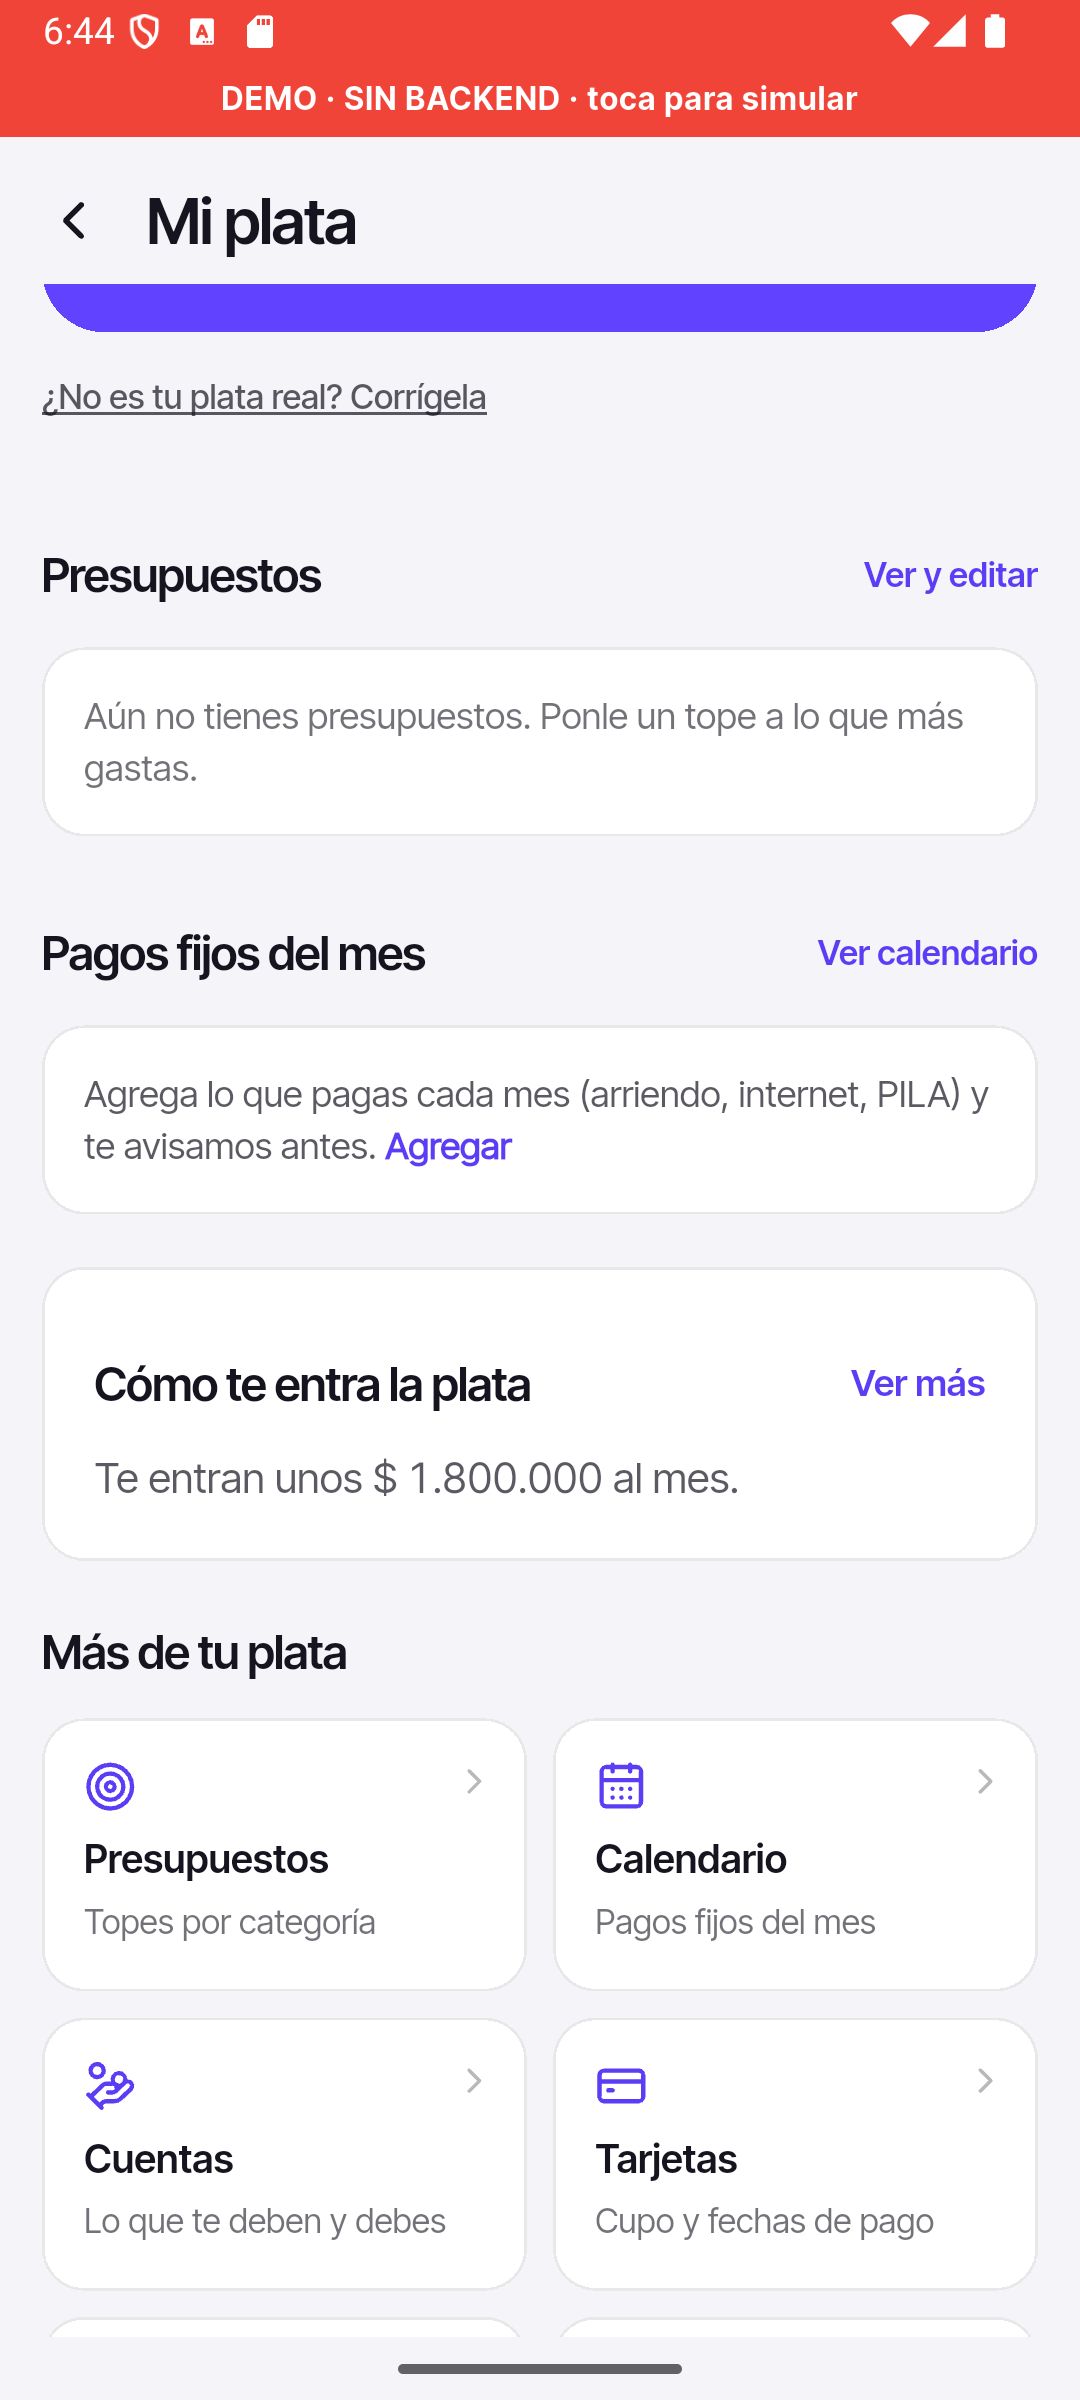 6:44
DEMO · SIN BACKEND · toca para simular
Mi plata
¿No es tu plata real? Corrígela
Presupuestos
Ver y editar
Aún no tienes presupuestos. Ponle un tope a lo que más
gastas.
Pagos fijos del mes
Ver calendario
Agrega lo que pagas cada mes (arriendo, internet, PILA) y
te avisamos antes. Agregar
Cómo te entra la plata
Ver más
Te entran unos $ 1.800.000 al mes.
Más de tu plata
Presupuestos
Topes por categoría
Calendario
Pagos fijos del mes
Cuentas
Lo que te deben y debes
Tarjetas
Cupo y fechas de pago